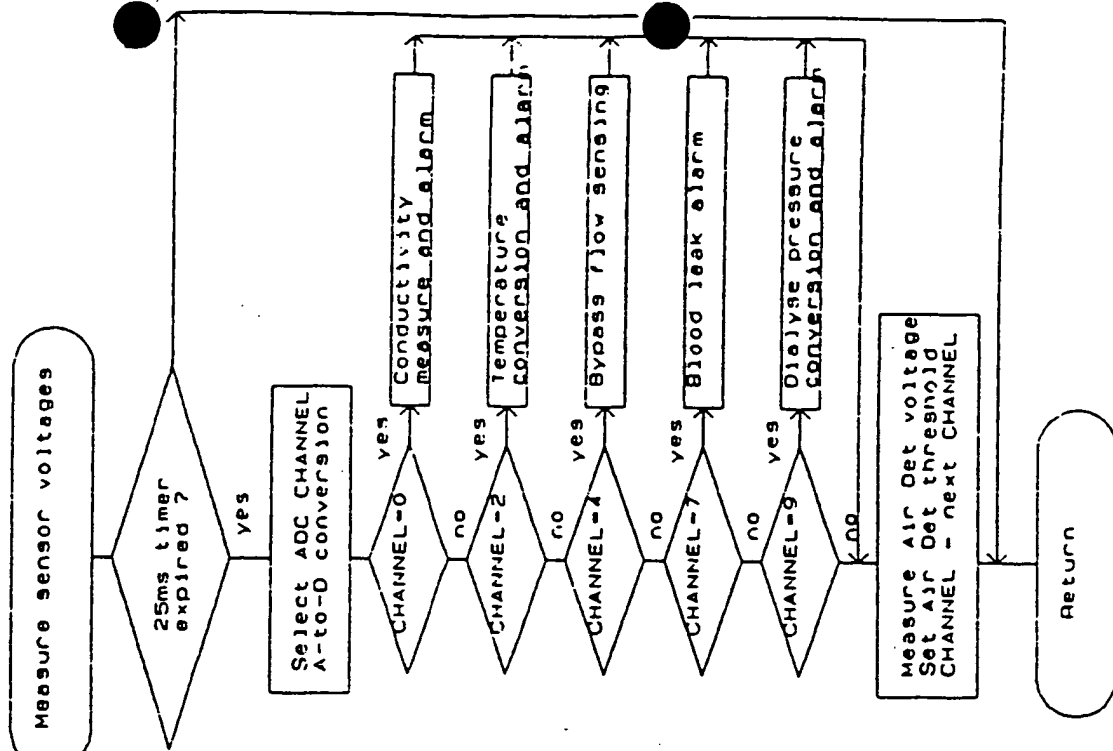 Measure sensor voltages
25ms timer
expired ?
yes
Select ADC CHANNEL
A-to-D conversion
CHANNEL=0
yes
Conductivity
measure and alarm
no
CHANNEL=2
yes
Temperature
conversion and alarm
no
CHANNEL=4
yes
Bypass flow sensing
no
CHANNEL=7
yes
Blood leak alarm
no
CHANNEL=9
yes
Dialyse pressure
conversion and alarm
no
Measure Air Det voltage
Set Air Det threshold
CHANNEL - next CHANNEL
Return